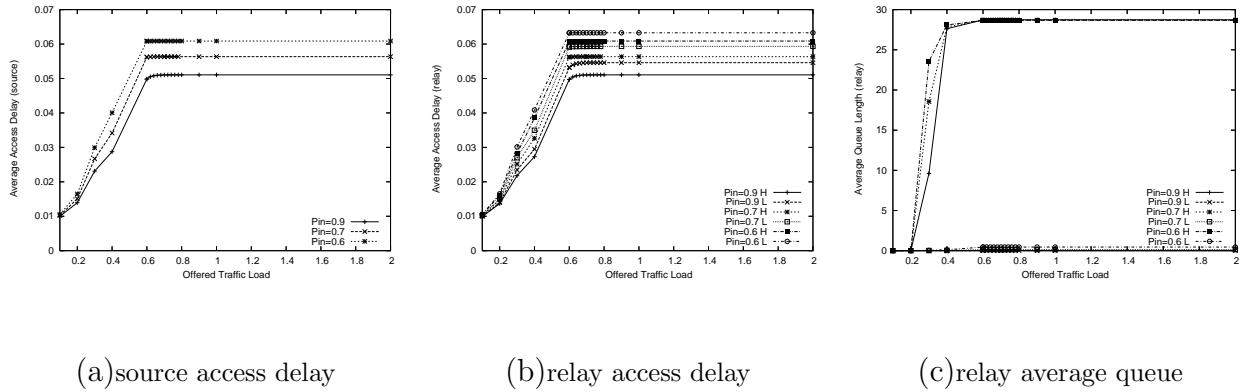 0.07
0.06
0.05
0.04
0.03
0.02
0.01
0
0.2 0.4 0.6 0.8 1 1.2 1.4 1.6 1.8 2
Average Access Delay (source)
Offered Traffic Load
Pin=0.9
Pin=0.7
Pin=0.6
(a)source access delay
0.07
0.06
0.05
0.04
0.03
0.02
0.01
0
0.2 0.4 0.6 0.8 1 1.2 1.4 1.6 1.8 2
Average Access Delay (relay)
Offered Traffic Load
Pin=0.9 H
Pin=0.9 L
Pin=0.7 H
Pin=0.7 L
Pin=0.6 H
Pin=0.6 L
(b)relay access delay
30
25
20
15
10
5
0
0.2 0.4 0.6 0.8 1 1.2 1.4 1.6 1.8 2
Average Queue Length (relay)
Offered Traffic Load
Pin=0.9 H
Pin=0.9 L
Pin=0.7 H
Pin=0.7 L
Pin=0.6 H
Pin=0.6 L
(c)relay average queue